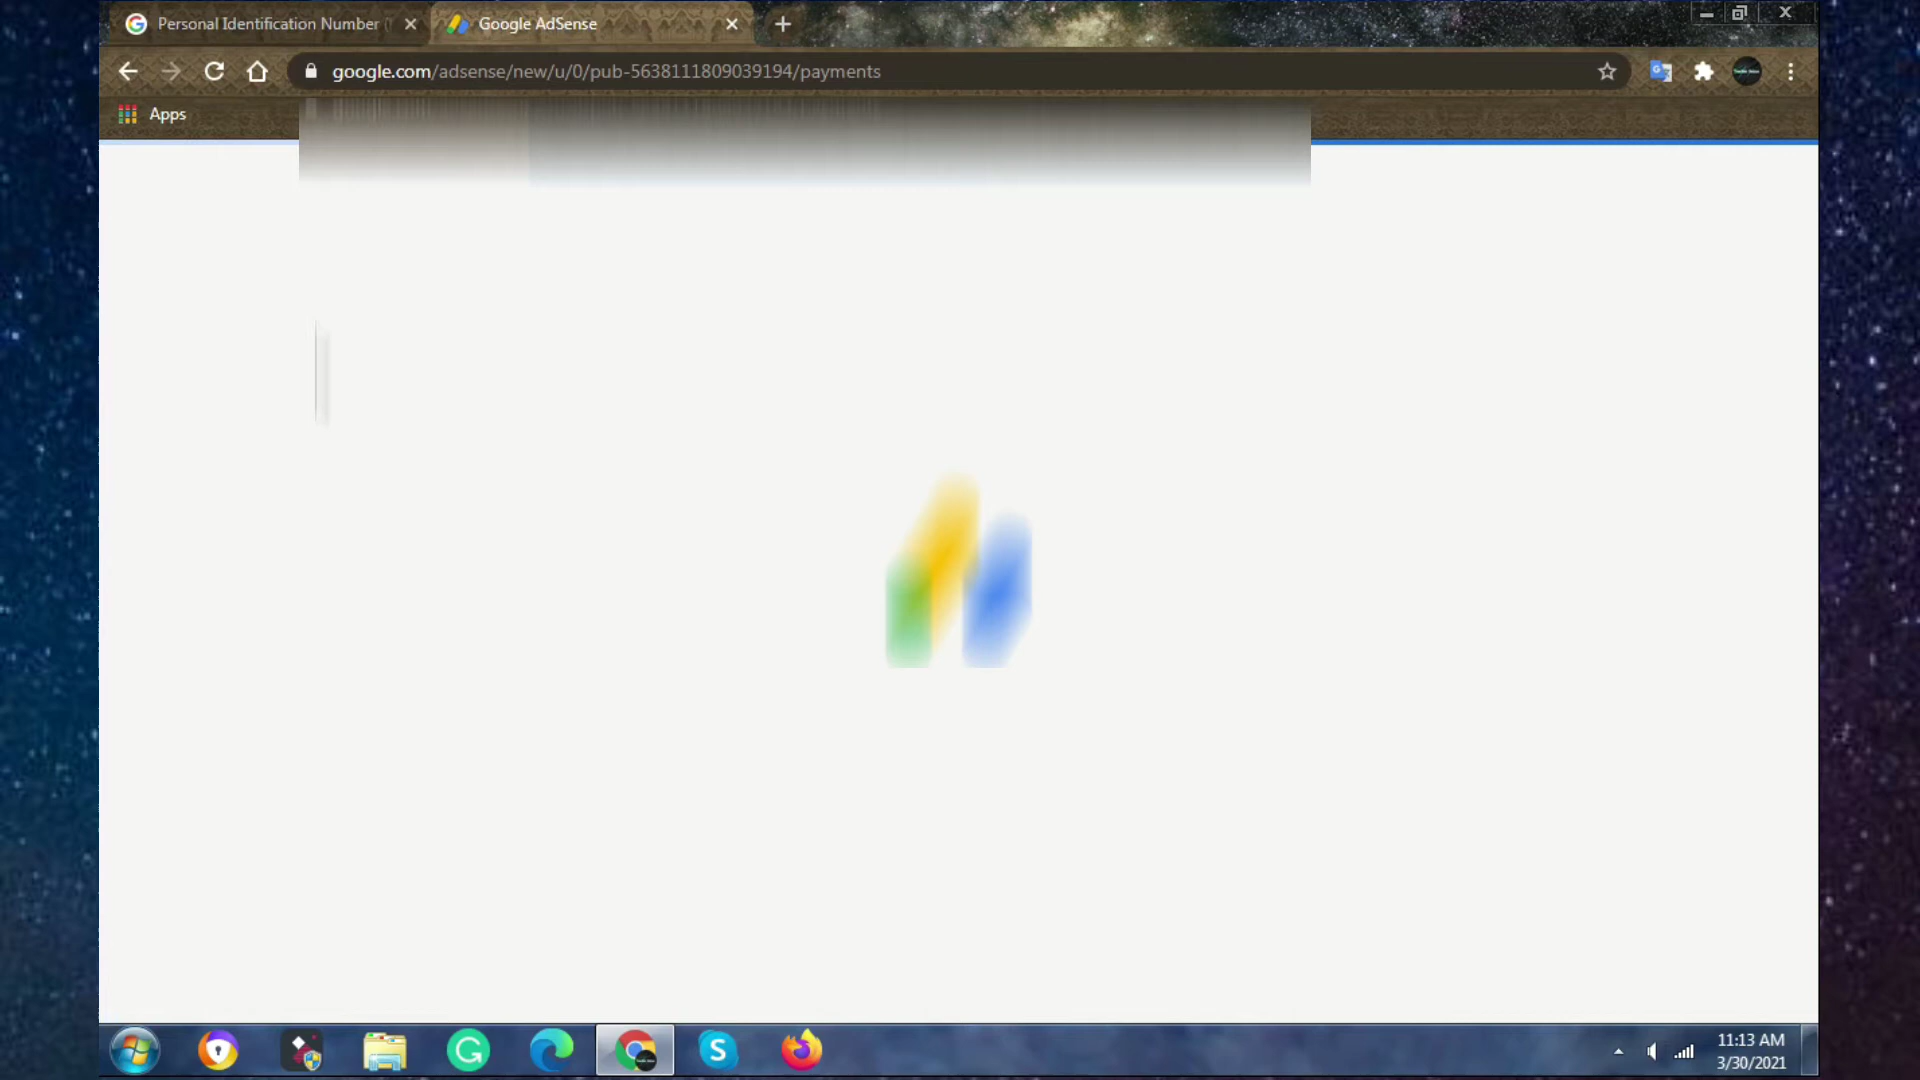 Personal Identification Number (
Google AdSense
google.com/adsense/new/u/0/pub-5638111809039194/payments
Apps
11:13 AM
3/30/2021